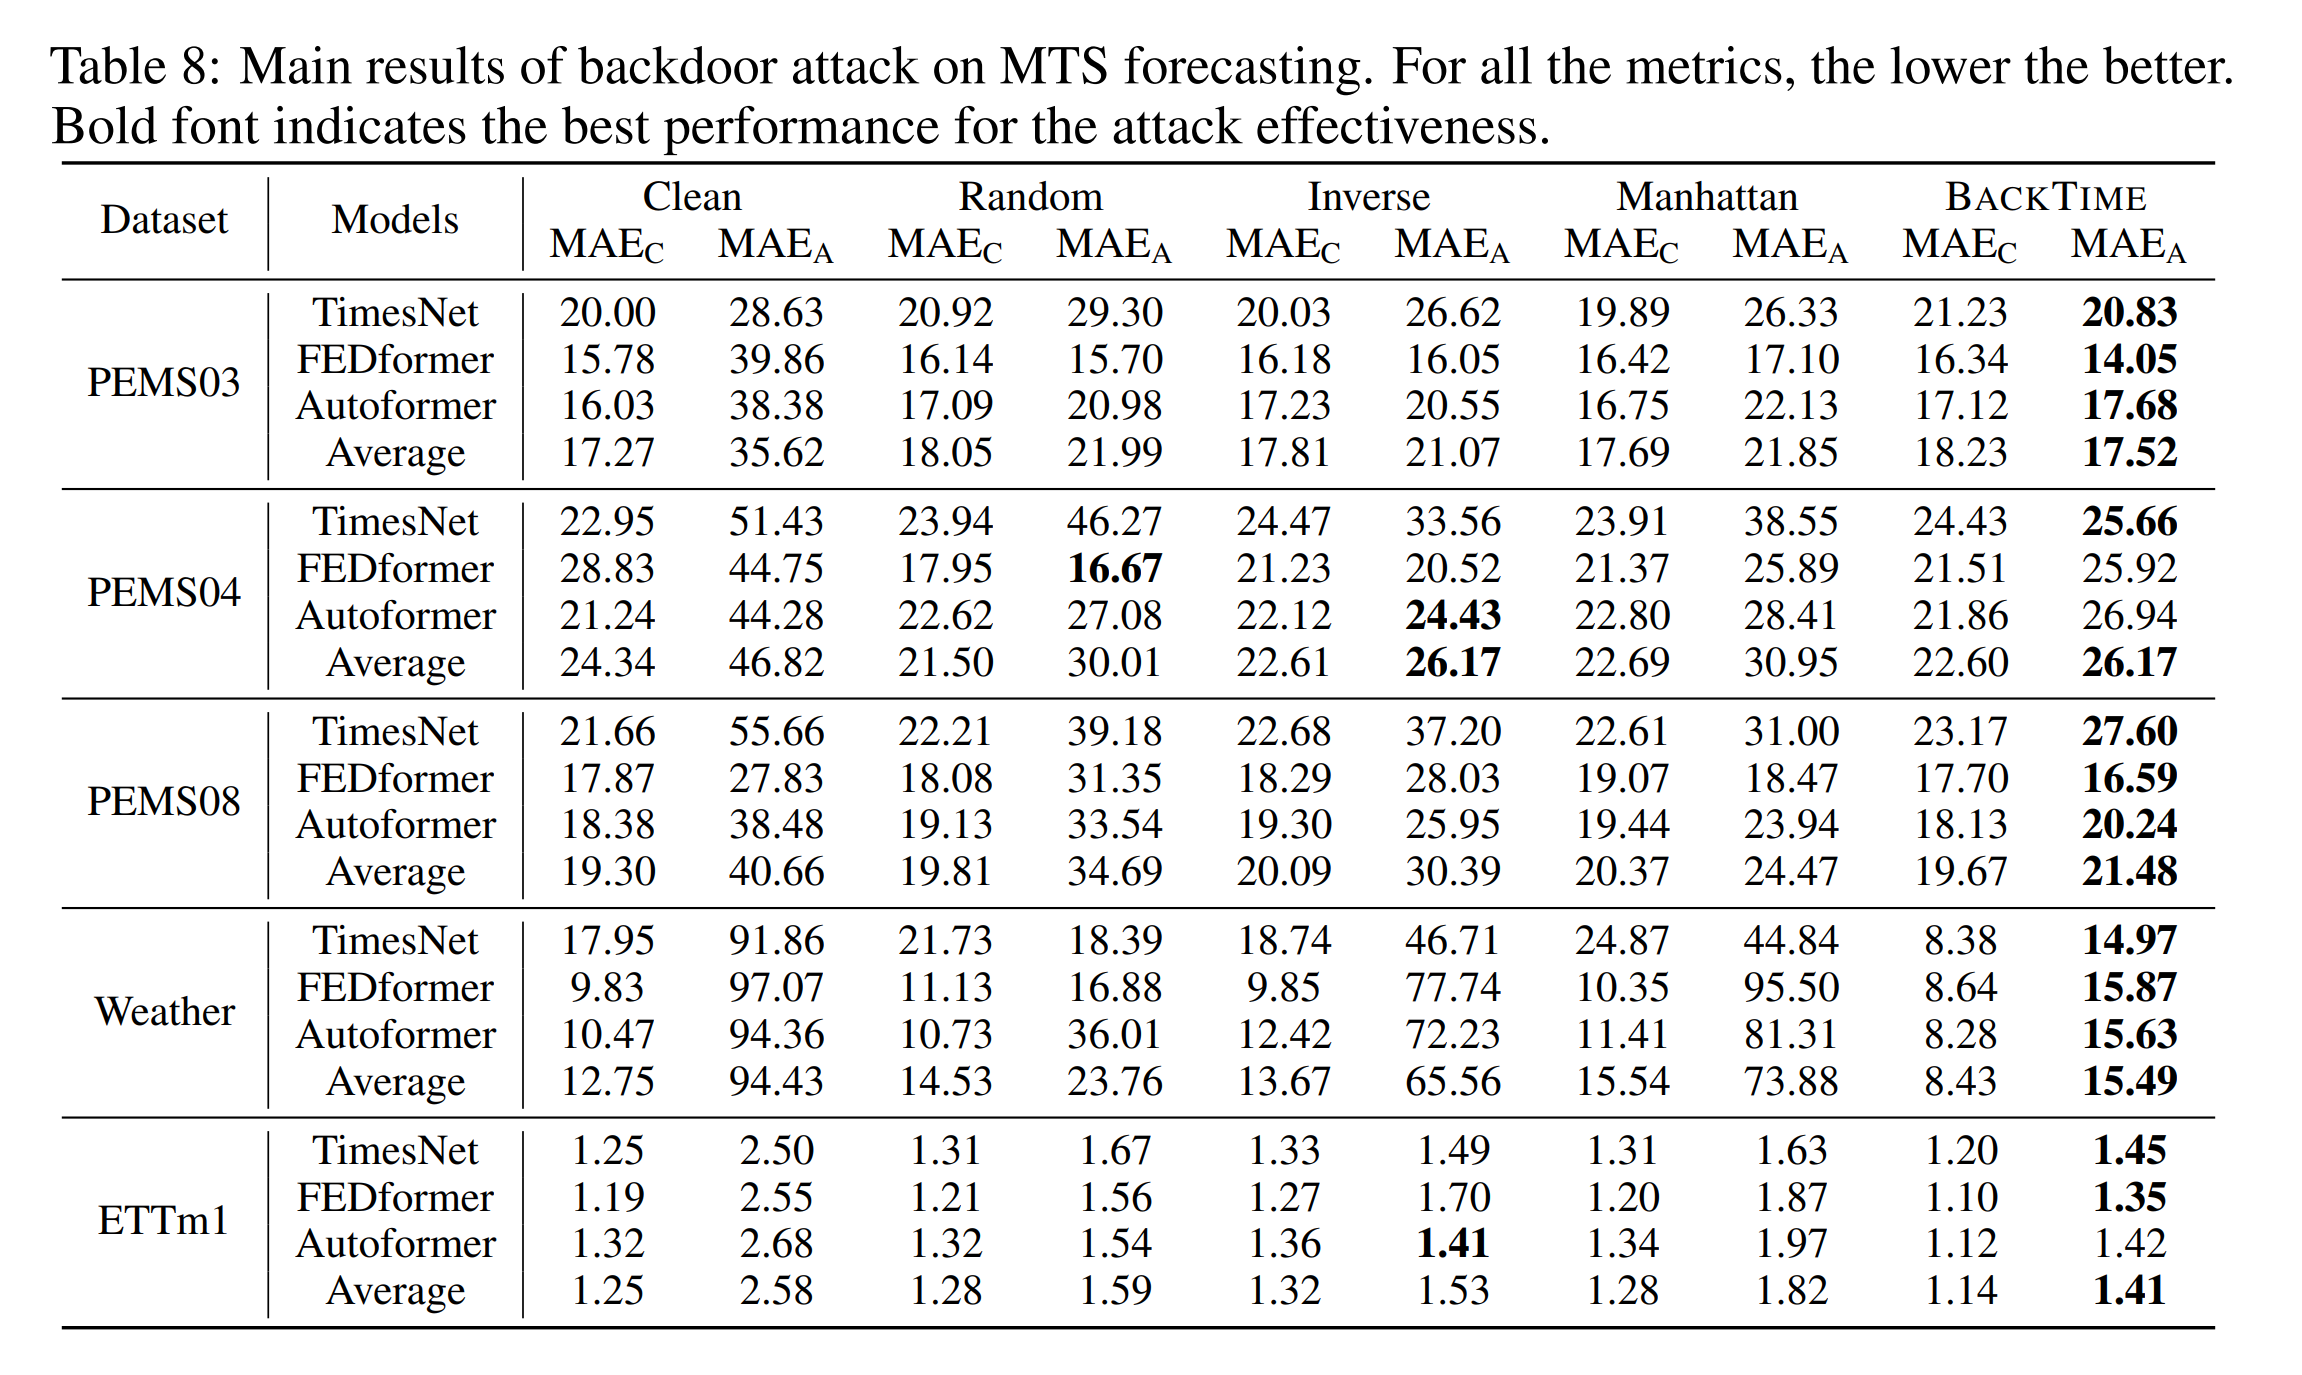 Table 8: Main results of backdoor attack on MTS forecasting. For all the metrics, the lower the better.
Bold font indicates the best performance for the attack effectiveness.
Dataset Models Clean Random Inverse Manhattan BACKTIME
MAEC MAEA MAEC MAEA MAEC MAEA MAEC MAEA MAEC MAEA
PEMS03
TimesNet 20.00 28.63 20.92 29.30 20.03 26.62 19.89 26.33 21.23 20.83
FEDformer 15.78 39.86 16.14 15.70 16.18 16.05 16.42 17.10 16.34 14.05
Autoformer 16.03 38.38 17.09 20.98 17.23 20.55 16.75 22.13 17.12 17.68
Average 17.27 35.62 18.05 21.99 17.81 21.07 17.69 21.85 18.23 17.52
PEMS04
TimesNet 22.95 51.43 23.94 46.27 24.47 33.56 23.91 38.55 24.43 25.66
FEDformer 28.83 44.75 17.95 16.67 21.23 20.52 21.37 25.89 21.51 25.92
Autoformer 21.24 44.28 22.62 27.08 22.12 24.43 22.80 28.41 21.86 26.94
Average 24.34 46.82 21.50 30.01 22.61 26.17 22.69 30.95 22.60 26.17
PEMS08
TimesNet 21.66 55.66 22.21 39.18 22.68 37.20 22.61 31.00 23.17 27.60
FEDformer 17.87 27.83 18.08 31.35 18.29 28.03 19.07 18.47 17.70 16.59
Autoformer 18.38 38.48 19.13 33.54 19.30 25.95 19.44 23.94 18.13 20.24
Average 19.30 40.66 19.81 34.69 20.09 30.39 20.37 24.47 19.67 21.48
Weather
TimesNet 17.95 91.86 21.73 18.39 18.74 46.71 24.87 44.84 8.38 14.97
FEDformer 9.83 97.07 11.13 16.88 9.85 77.74 10.35 95.50 8.64 15.87
Autoformer 10.47 94.36 10.73 36.01 12.42 72.23 11.41 81.31 8.28 15.63
Average 12.75 94.43 14.53 23.76 13.67 65.56 15.54 73.88 8.43 15.49
ETTm1
TimesNet 1.25 2.50 1.31 1.67 1.33 1.49 1.31 1.63 1.20 1.45
FEDformer 1.19 2.55 1.21 1.56 1.27 1.70 1.20 1.87 1.10 1.35
Autoformer 1.32 2.68 1.32 1.54 1.36 1.41 1.34 1.97 1.12 1.42
Average 1.25 2.58 1.28 1.59 1.32 1.53 1.28 1.82 1.14 1.41